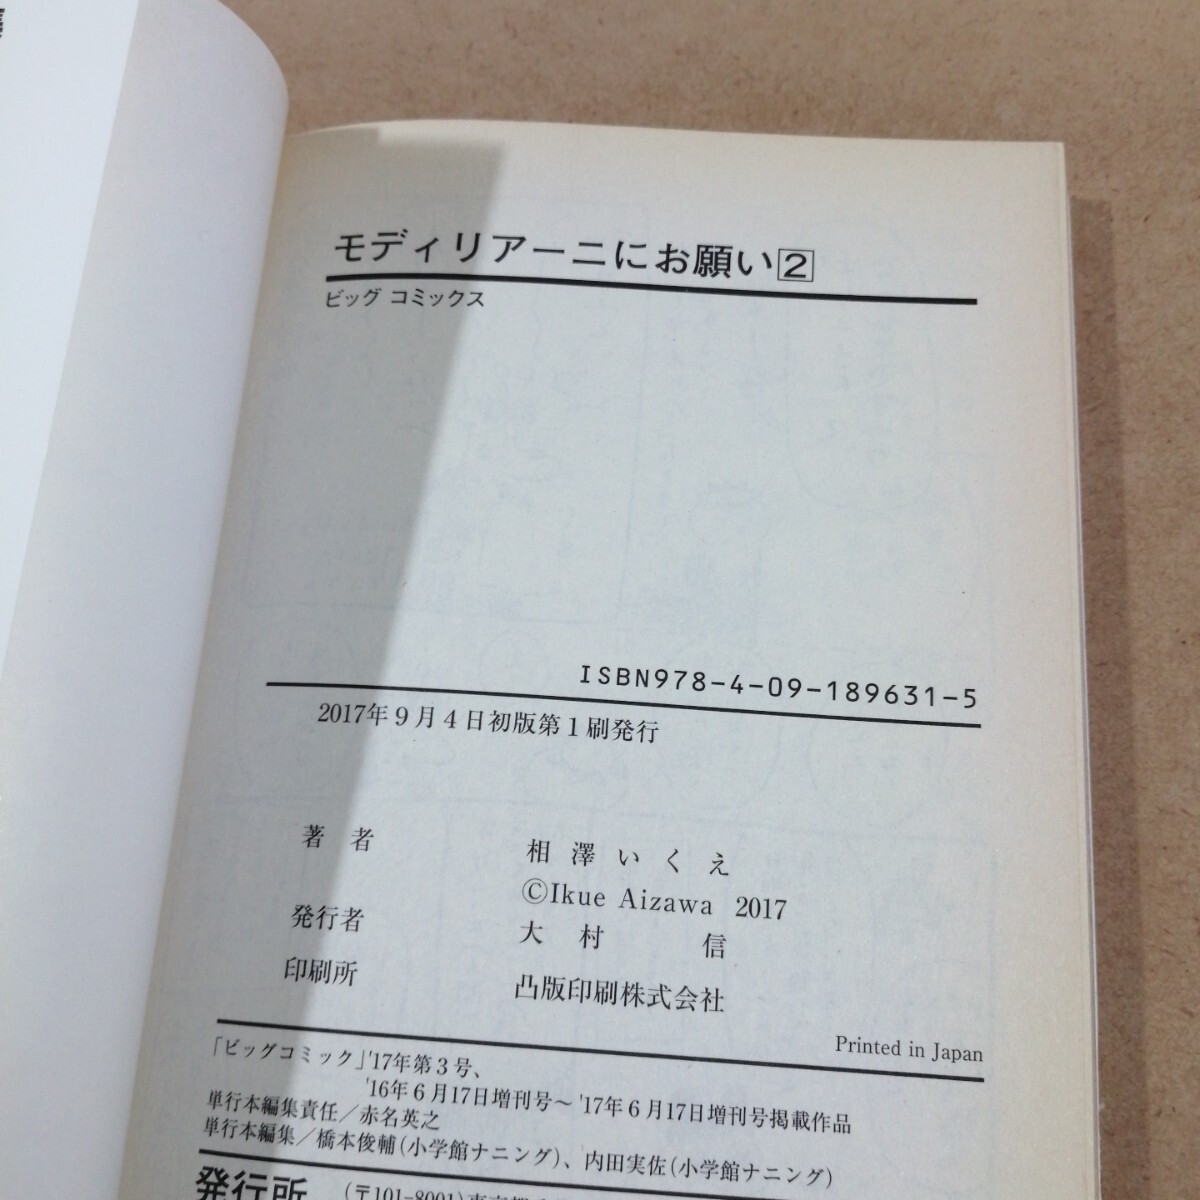 モディリアーニにお願い 2
ビッグ コミックス
ISBN978-4-09-189631-5
2017年9月4日初版第1刷発行
著 者 相 澤 い く え
©Ikue Aizawa 2017
発行者 大 村 信
印刷所 凸版印刷株式会社
Printed in Japan
「ビッグコミック」'17年第3号、
'16年6月17日増刊号〜'17年6月17日増刊号掲載作品
単行本編集責任／赤名英之
単行本編集／橋本俊輔(小学館ナニング)、内田実佐(小学館ナニング)
発行所 (〒101-8001)東京都